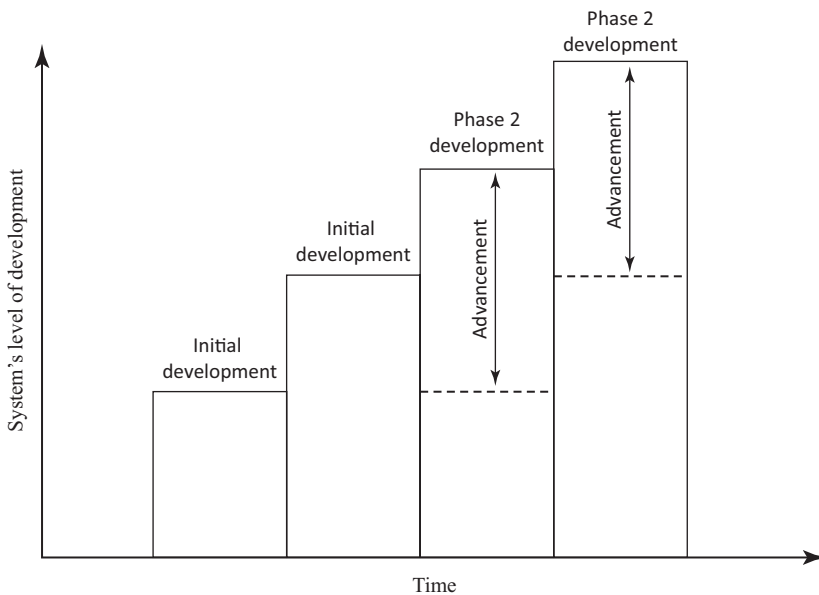 Phase 2
development
Phase 2
development
Initial
development
Initial
development
Advancement
Advancement
System’s level of development
Time